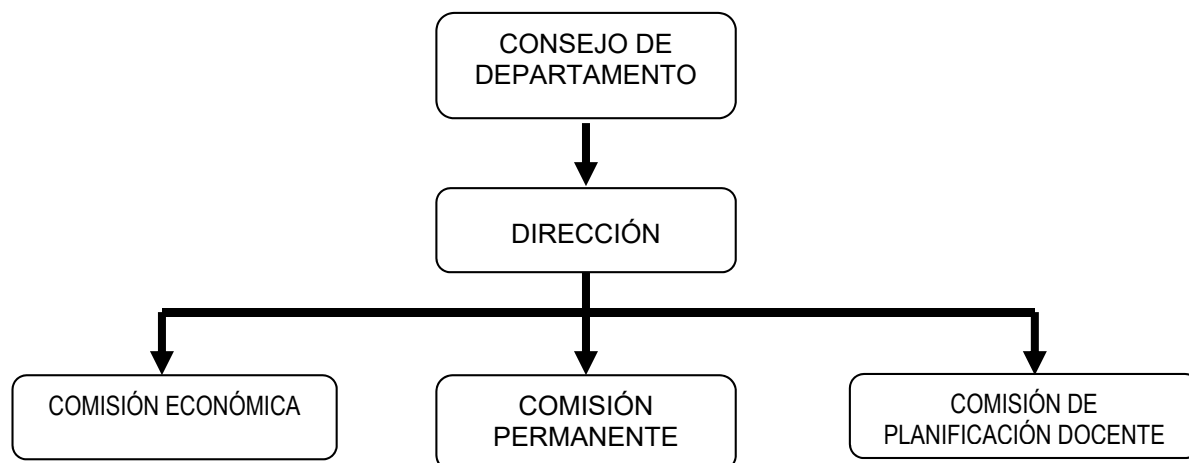 CONSEJO DE
DEPARTAMENTO
DIRECCIÓN
COMISIÓN ECONÓMICA
COMISIÓN
PERMANENTE
COMISIÓN DE
PLANIFICACIÓN DOCENTE